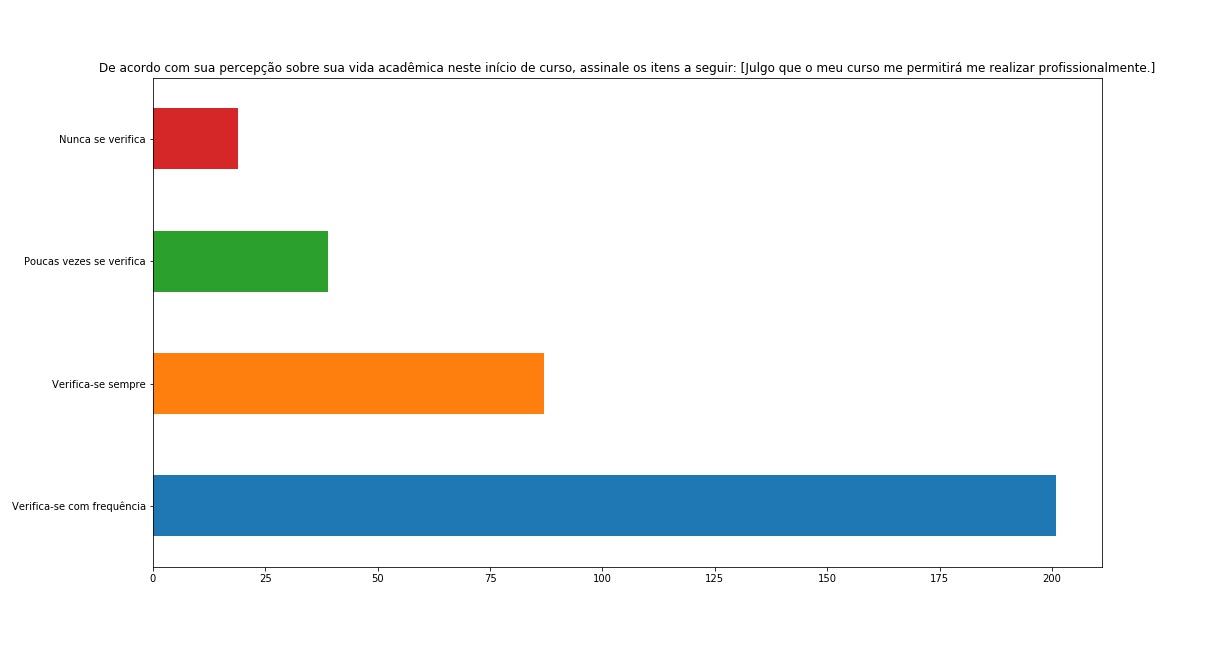 De acordo com sua percepção sobre sua vida acadêmica neste início de curso, assinale os itens a seguir: [Julgo que o meu curso me permitirá me realizar profissionalmente.]
Nunca se verifica
Poucas vezes se verifica
Verifica-se sempre
Verifica-se com frequência
0 25 50 75 100 125 150 175 200